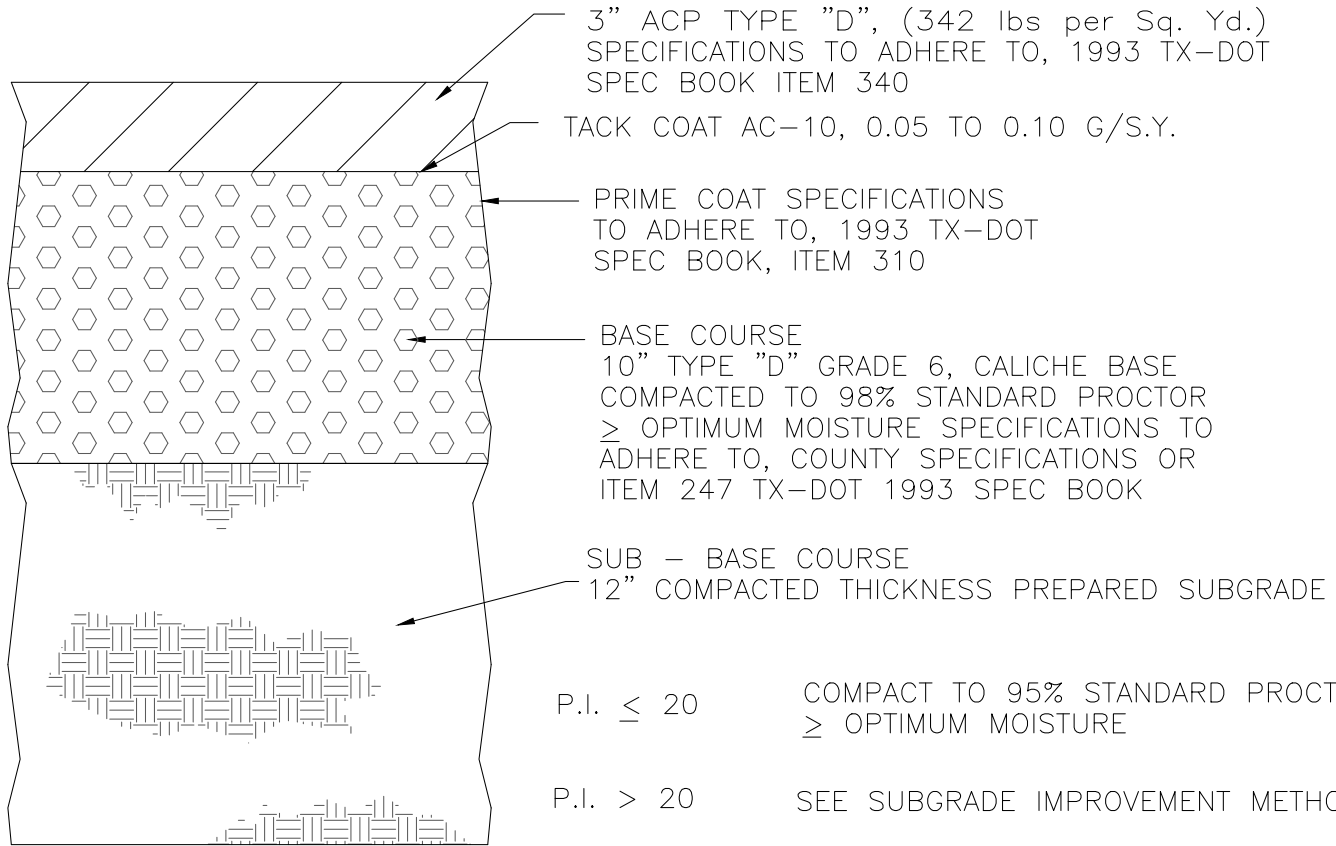 3” ACP TYPE ”D”, (342 lbs per Sq. Yd.)
SPECIFICATIONS TO ADHERE TO, 1993 TX–DOT
SPEC BOOK ITEM 340
TACK COAT AC–10, 0.05 TO 0.10 G/S.Y.
PRIME COAT SPECIFICATIONS
TO ADHERE TO, 1993 TX–DOT
SPEC BOOK, ITEM 310
BASE COURSE
10” TYPE ”D” GRADE 6, CALICHE BASE
COMPACTED TO 98% STANDARD PROCTOR
≥ OPTIMUM MOISTURE SPECIFICATIONS TO
ADHERE TO, COUNTY SPECIFICATIONS OR
ITEM 247 TX–DOT 1993 SPEC BOOK
SUB – BASE COURSE
12” COMPACTED THICKNESS PREPARED SUBGRADE
P.I. ≤ 20 COMPACT TO 95% STANDARD PROCT
≥ OPTIMUM MOISTURE
P.I. > 20 SEE SUBGRADE IMPROVEMENT METHO